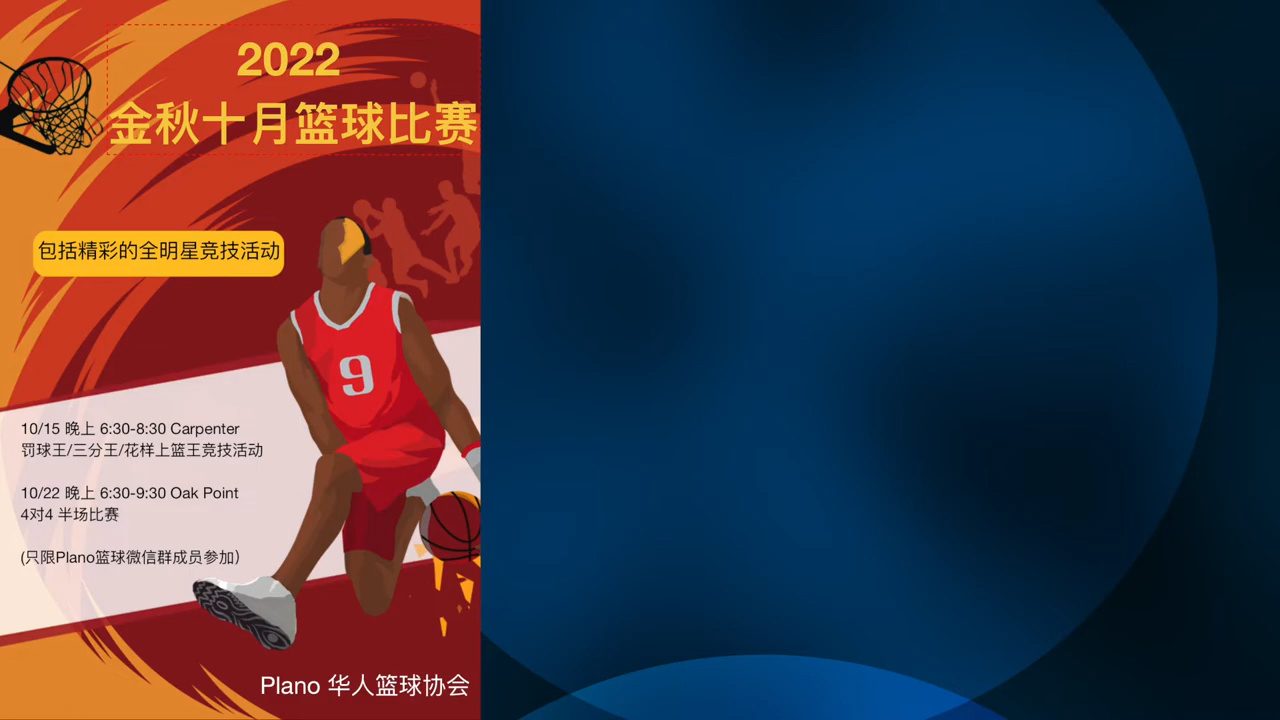 2022
金秋十月篮球比赛
包括精彩的全明星竞技活动
9
10/15 晚上 6:30-8:30 Carpenter
罚球王/三分王/花样上篮王竞技活动
10/22 晚上 6:30-9:30 Oak Point
4对4 半场比赛
(只限Plano篮球微信群成员参加）
Plano 华人篮球协会